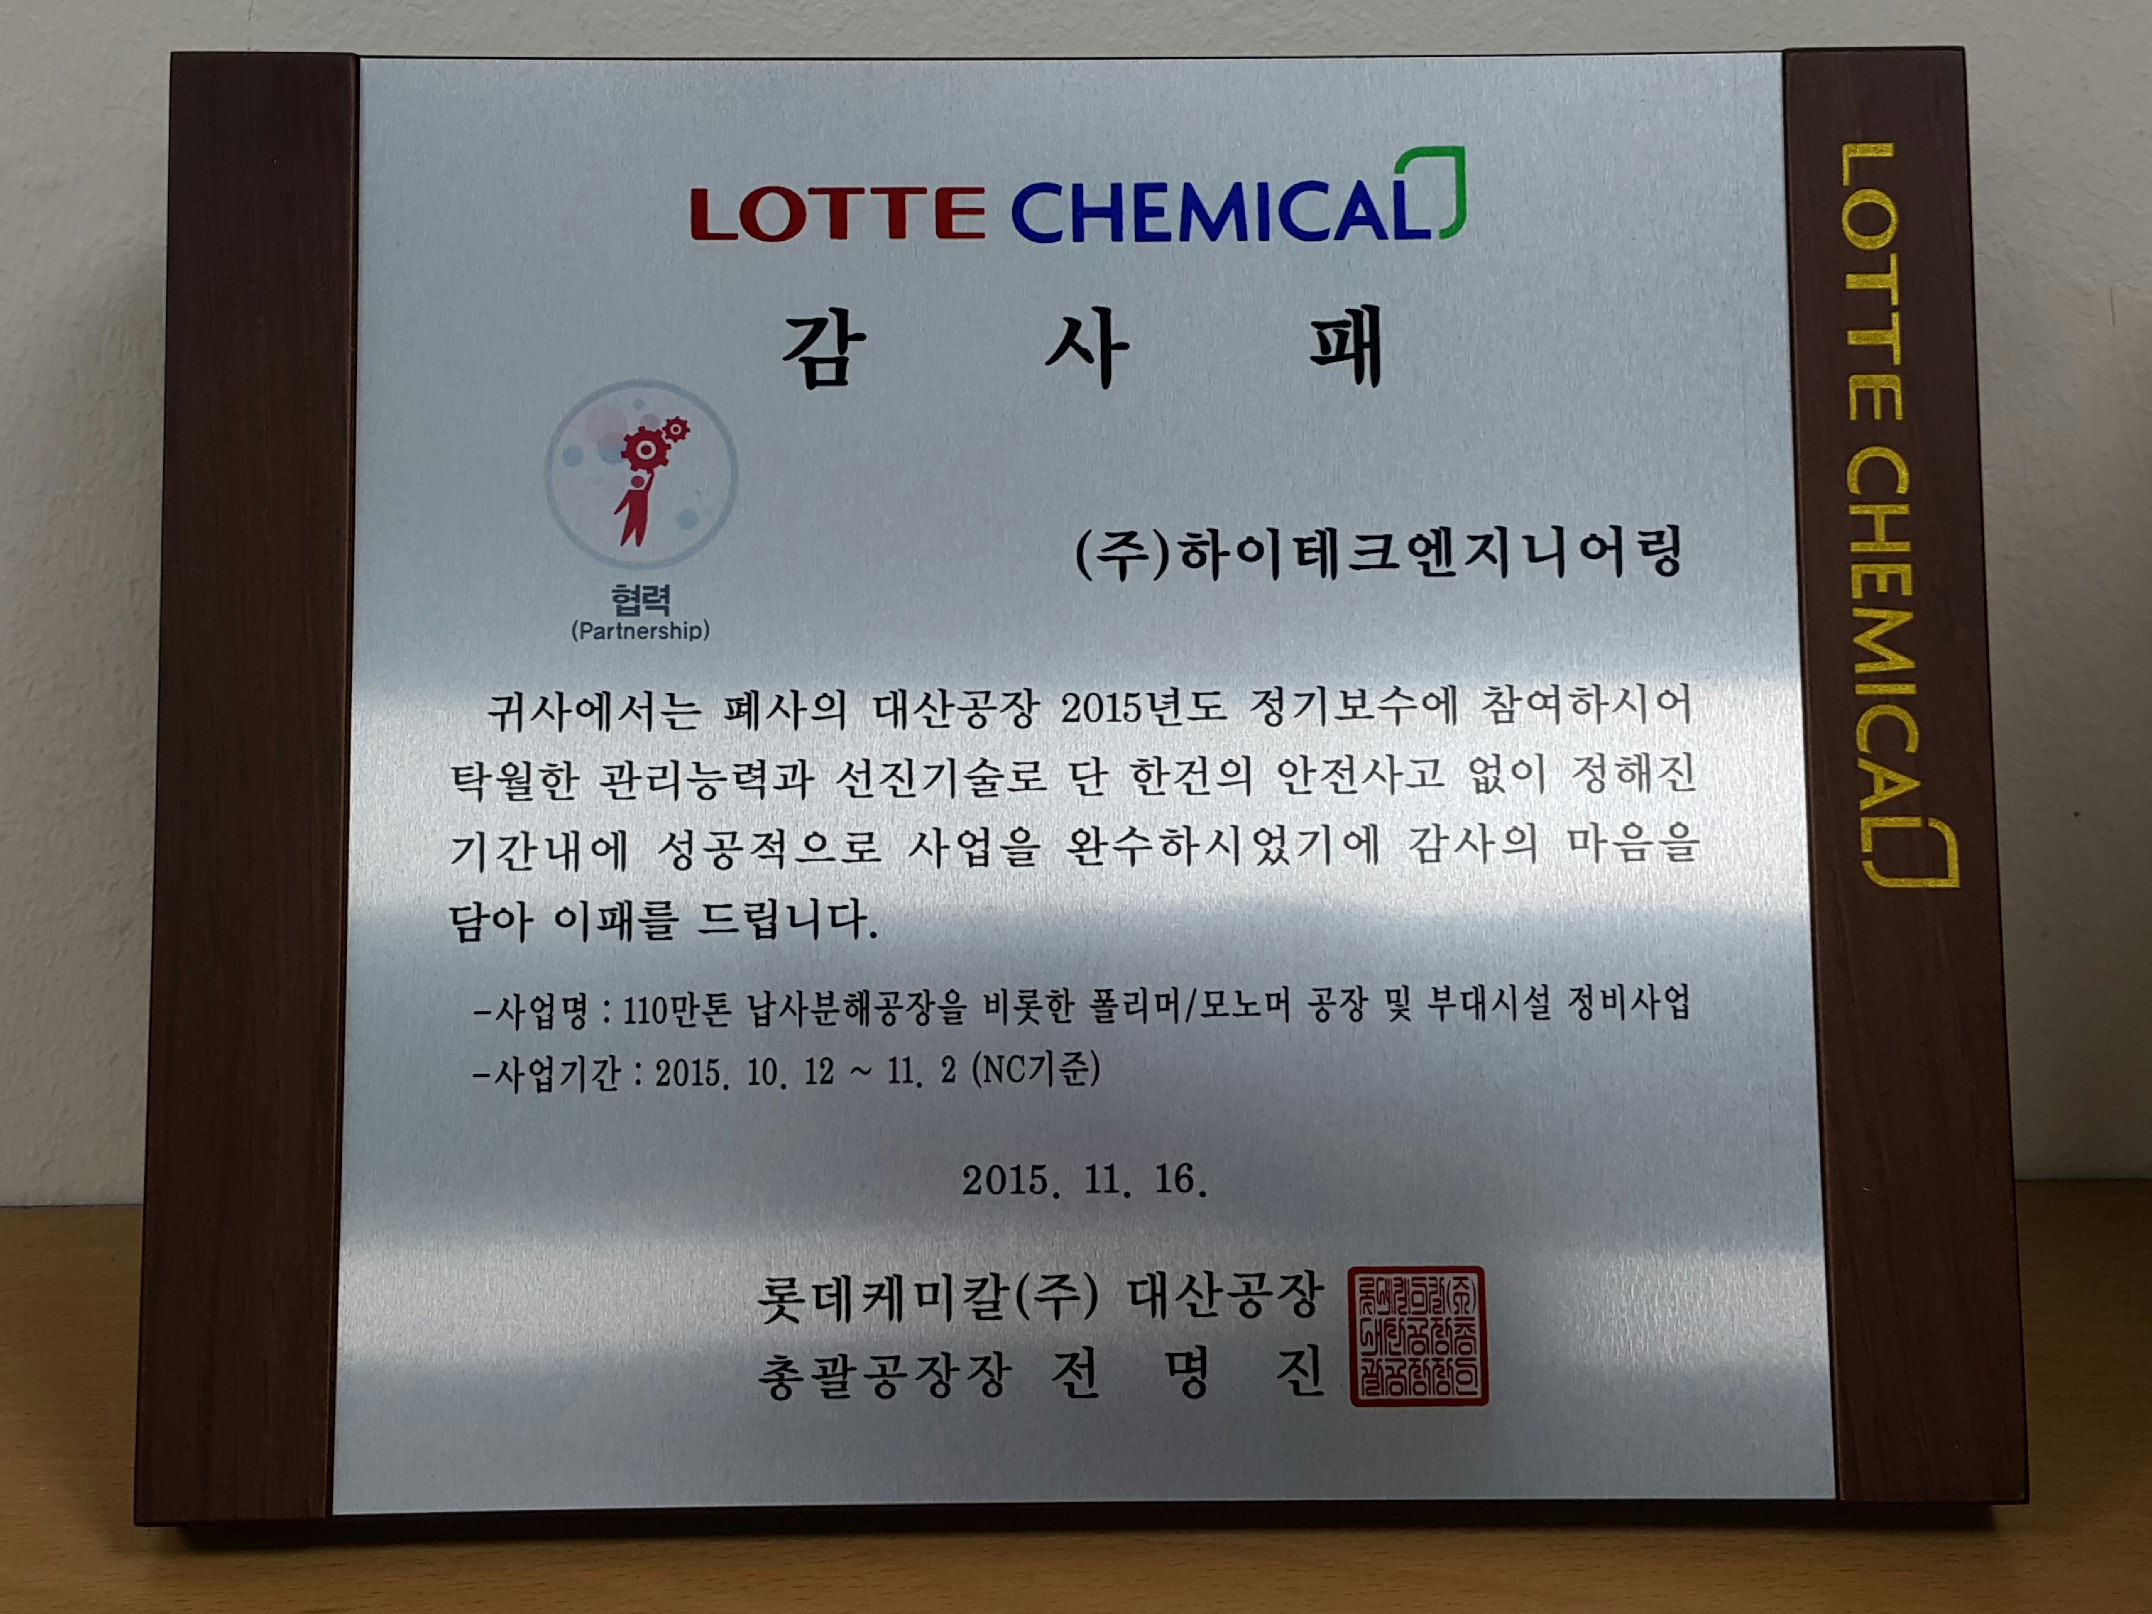 LOTTE CHEMICAL
감 사 패
협력
(Partnership)
(주)하이테크엔지니어링
귀사에서는 폐사의 대산공장 2015년도 정기보수에 참여하시어
탁월한 관리능력과 선진기술로 단 한건의 안전사고 없이 정해진
기간내에 성공적으로 사업을 완수하시었기에 감사의 마음을
담아 이패를 드립니다.
-사업명 : 110만톤 납사분해공장을 비롯한 폴리머/모노머 공장 및 부대시설 정비사업
-사업기간 : 2015. 10. 12 ~ 11. 2 (NC기준)
2015. 11. 16.
롯데케미칼(주) 대산공장
총괄공장장 전 명 진
LOTTE CHEMICAL